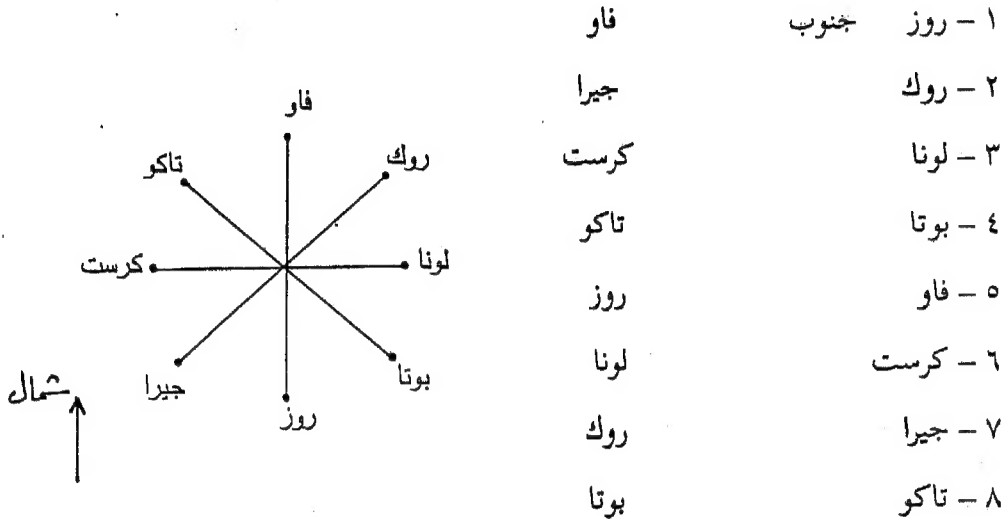 ١ – روز جنوب فاو
٢ – روك جيرا
٣ – لونا كرست
٤ – بوتا تاكو
٥ – فاو روز
٦ – كرست لونا
٧ – جيرا روك
٨ – تاكو بوتا
فاو
روك
تاكو
لونا
كرست
بوتا
جيرا
روز
شمال